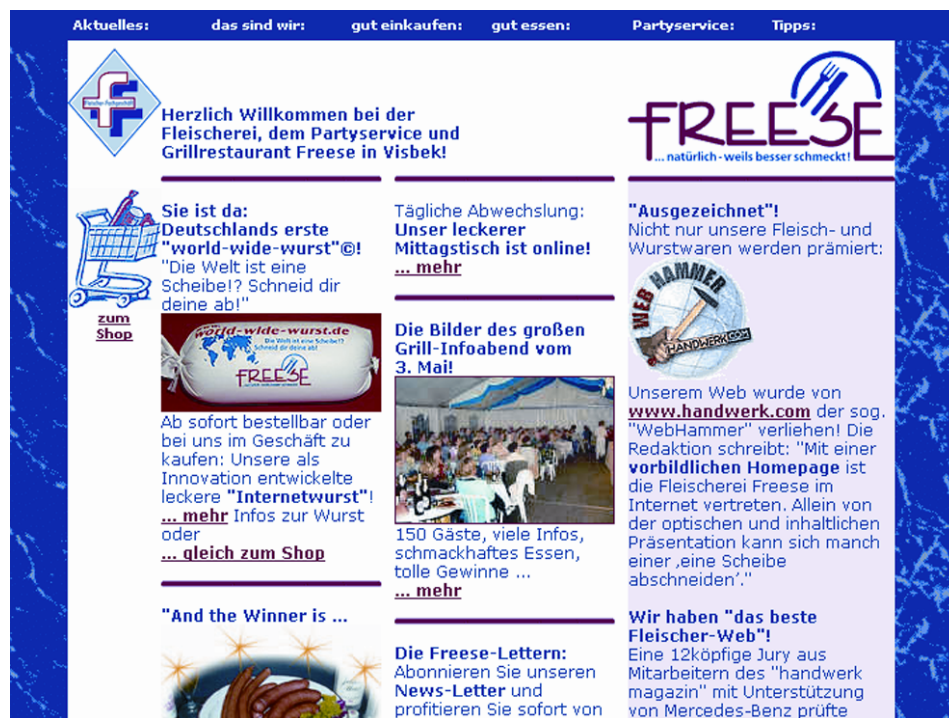 Aktuelles: das sind wir: gut einkaufen: gut essen: Partyservice: Tipps:
Fleischer-Fachgeschäft
Herzlich Willkommen bei der
Fleischerei, dem Partyservice und
Grillrestaurant Freese in Visbek!
FREESE
... natürlich - weils besser schmeckt!
zum
Shop
Sie ist da:
Deutschlands erste
"world-wide-wurst"©!
"Die Welt ist eine
Scheibe!? Schneid dir
deine ab!"
www.world-wide-wurst.de
Die Welt ist eine Scheibe!?
Schneid dir deine ab!
FREESE
Ab sofort bestellbar oder
bei uns im Geschäft zu
kaufen: Unsere als
Innovation entwickelte
leckere "Internetwurst"!
... mehr Infos zur Wurst
oder
... gleich zum Shop
"And the Winner is ...
Tägliche Abwechslung:
Unser leckerer
Mittagstisch ist online!
... mehr
Die Bilder des großen
Grill-Infoabend vom
3. Mai!
150 Gäste, viele Infos,
schmackhaftes Essen,
tolle Gewinne ...
... mehr
Die Freese-Lettern:
Abonnieren Sie unseren
News-Letter und
profitieren Sie sofort von
"Ausgezeichnet"!
Nicht nur unsere Fleisch- und
Wurstwaren werden prämiert:
WEB HAMMER
HANDWERK.COM
Unserem Web wurde von
www.handwerk.com der sog.
"WebHammer" verliehen! Die
Redaktion schreibt: "Mit einer
vorbildlichen Homepage ist
die Fleischerei Freese im
Internet vertreten. Allein von
der optischen und inhaltlichen
Präsentation kann sich manch
einer ‚eine Scheibe
abschneiden´."
Wir haben "das beste
Fleischer-Web"!
Eine 12köpfige Jury aus
Mitarbeitern des "handwerk
magazin" mit Unterstützung
von Mercedes-Benz prüfte